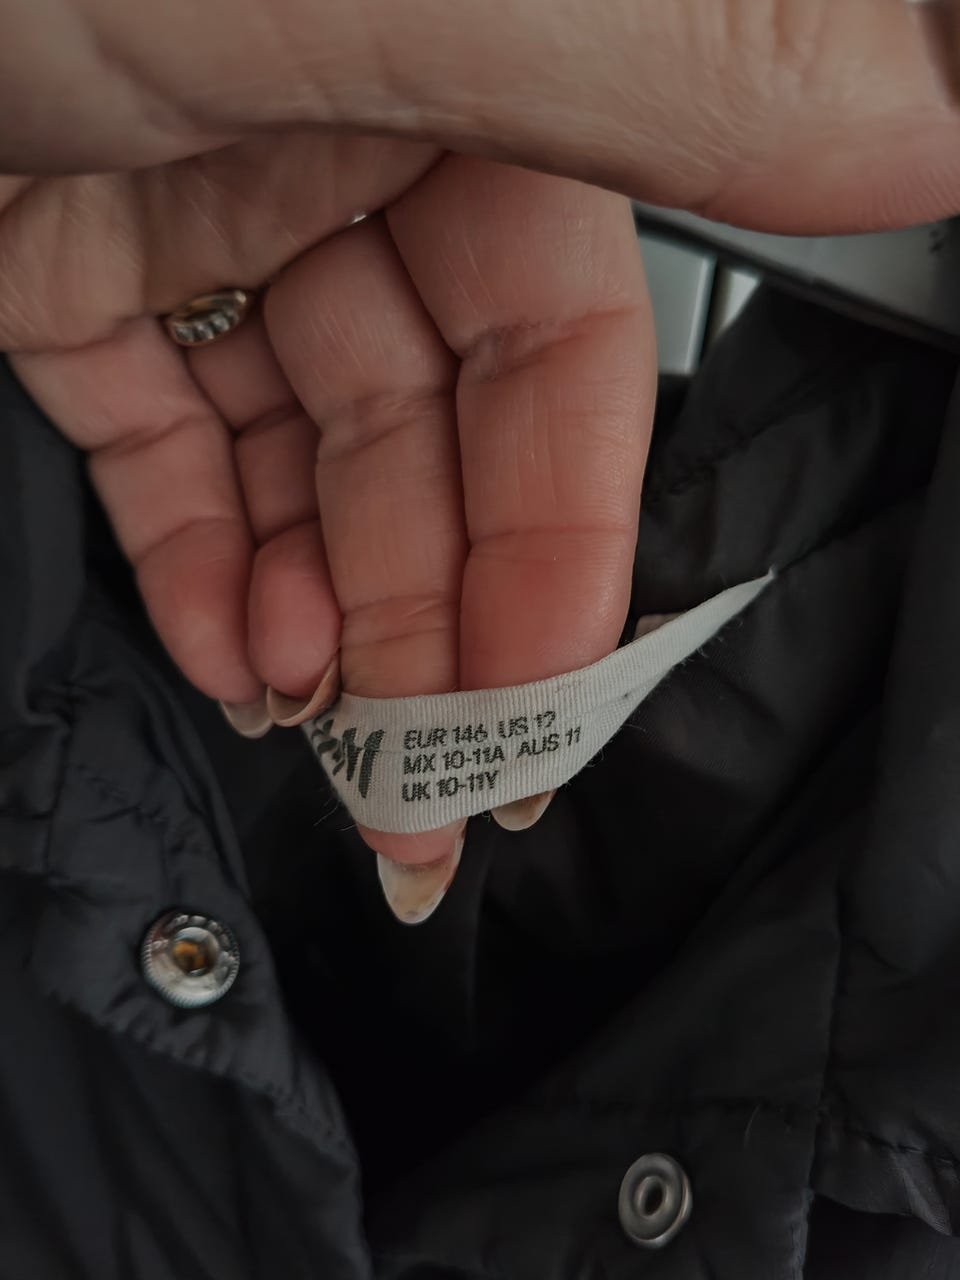 EUR 146 US 12
MX 10-11A AUS 11
UK 10-11Y